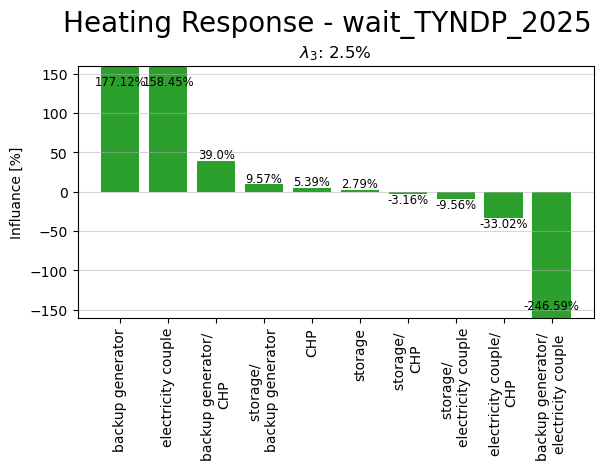 Heating Response - wait_TYNDP_2025
λ₃: 2.5%
Influance [%]
150
100
50
0
−50
−100
−150
177.12%
158.45%
39.0%
9.57%
5.39%
2.79%
-3.16%
-9.56%
-33.02%
-246.59%
backup generator
electricity couple
backup generator/
CHP
storage/
backup generator
CHP
storage
storage/
CHP
storage/
electricity couple
electricity couple/
CHP
backup generator/
electricity couple